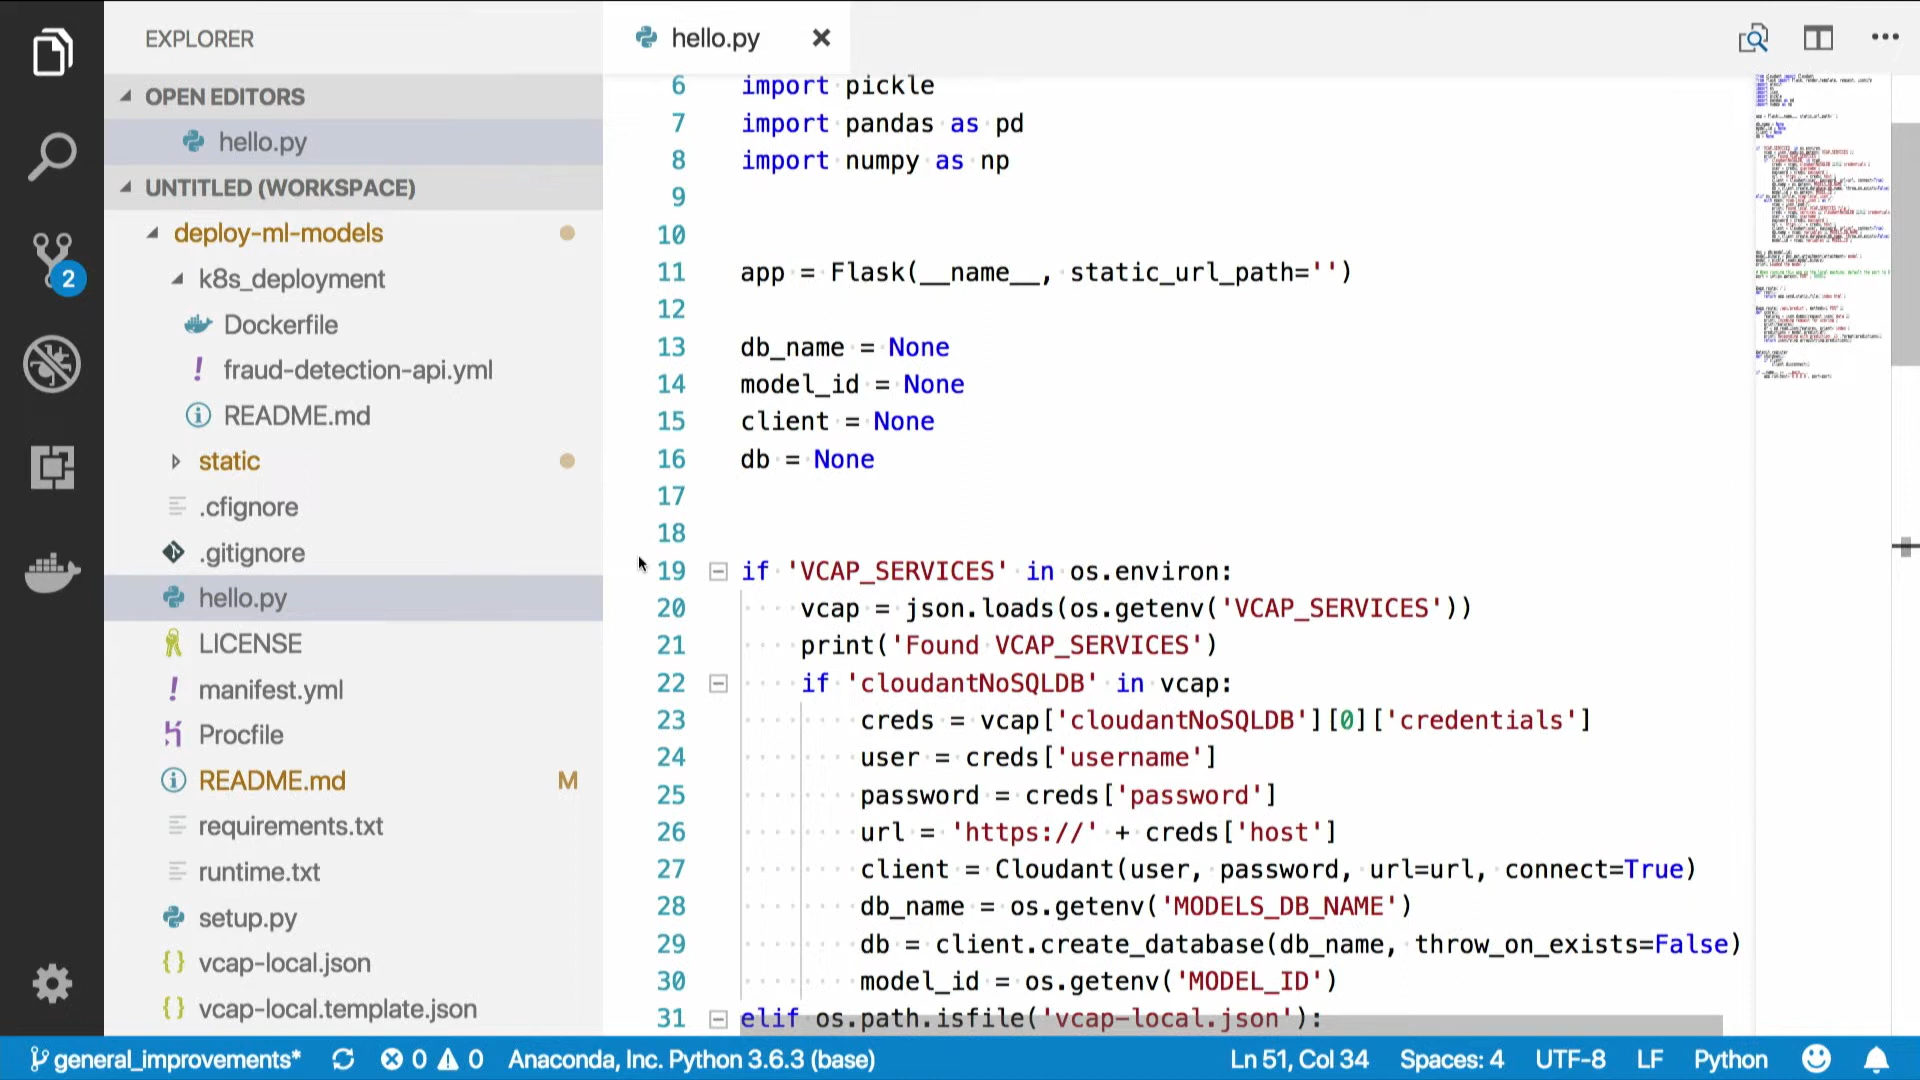 EXPLORER
OPEN EDITORS
hello.py
UNTITLED (WORKSPACE)
deploy-ml-models
k8s_deployment
Dockerfile
! fraud-detection-api.yml
README.md
static
.cfignore
.gitignore
hello.py
LICENSE
! manifest.yml
Procfile
README.md M
requirements.txt
runtime.txt
setup.py
{} vcap-local.json
{} vcap-local.template.json
2
hello.py
6 import pickle
7 import pandas as pd
8 import numpy as np
9
10
11 app = Flask(__name__, static_url_path='')
12
13 db_name = None
14 model_id = None
15 client = None
16 db = None
17
18
19 if 'VCAP_SERVICES' in os.environ:
20 vcap = json.loads(os.getenv('VCAP_SERVICES'))
21 print('Found VCAP_SERVICES')
22 if 'cloudantNoSQLDB' in vcap:
23 creds = vcap['cloudantNoSQLDB'][0]['credentials']
24 user = creds['username']
25 password = creds['password']
26 url = 'https://' + creds['host']
27 client = Cloudant(user, password, url=url, connect=True)
28 db_name = os.getenv('MODELS_DB_NAME')
29 db = client.create_database(db_name, throw_on_exists=False)
30 model_id = os.getenv('MODEL_ID')
31 elif os.path.isfile('vcap-local.json'):
general_improvements* 0 0 Anaconda, Inc. Python 3.6.3 (base) Ln 51, Col 34 Spaces: 4 UTF-8 LF Python